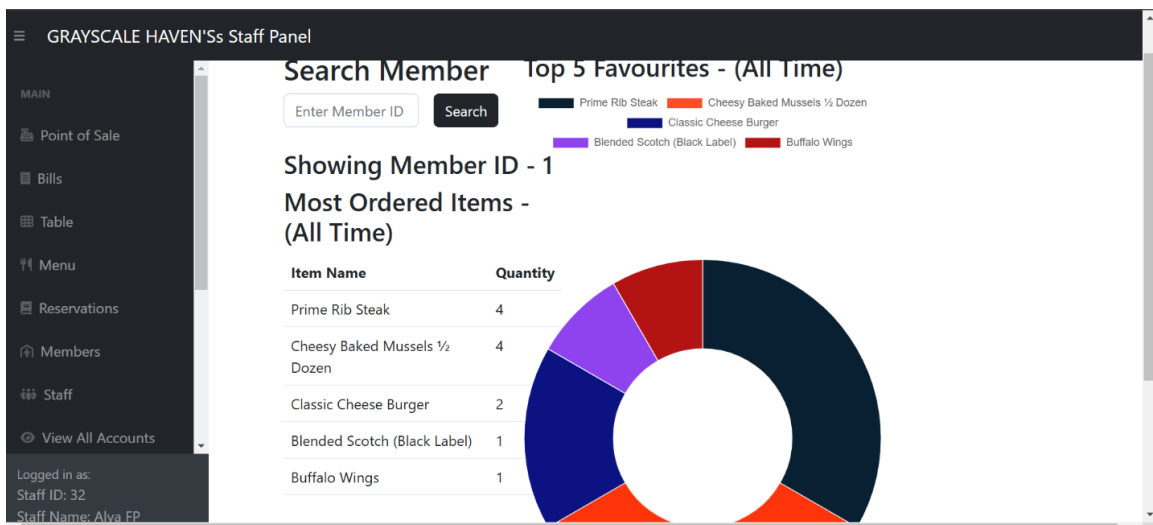 GRAYSCALE HAVEN'Ss Staff Panel
MAIN
Point of Sale
Bills
Table
Menu
Reservations
Members
Staff
View All Accounts
Logged in as:
Staff ID: 32
Staff Name: Alva FP
Search Member
Enter Member ID
Search
Showing Member ID - 1
Most Ordered Items -
(All Time)
Item Name Quantity
Prime Rib Steak 4
Cheesy Baked Mussels ½ 4
Dozen
Classic Cheese Burger 2
Blended Scotch (Black Label) 1
Buffalo Wings 1
Top 5 Favourites - (All Time)
Prime Rib Steak Cheesy Baked Mussels ½ Dozen
Classic Cheese Burger
Blended Scotch (Black Label) Buffalo Wings